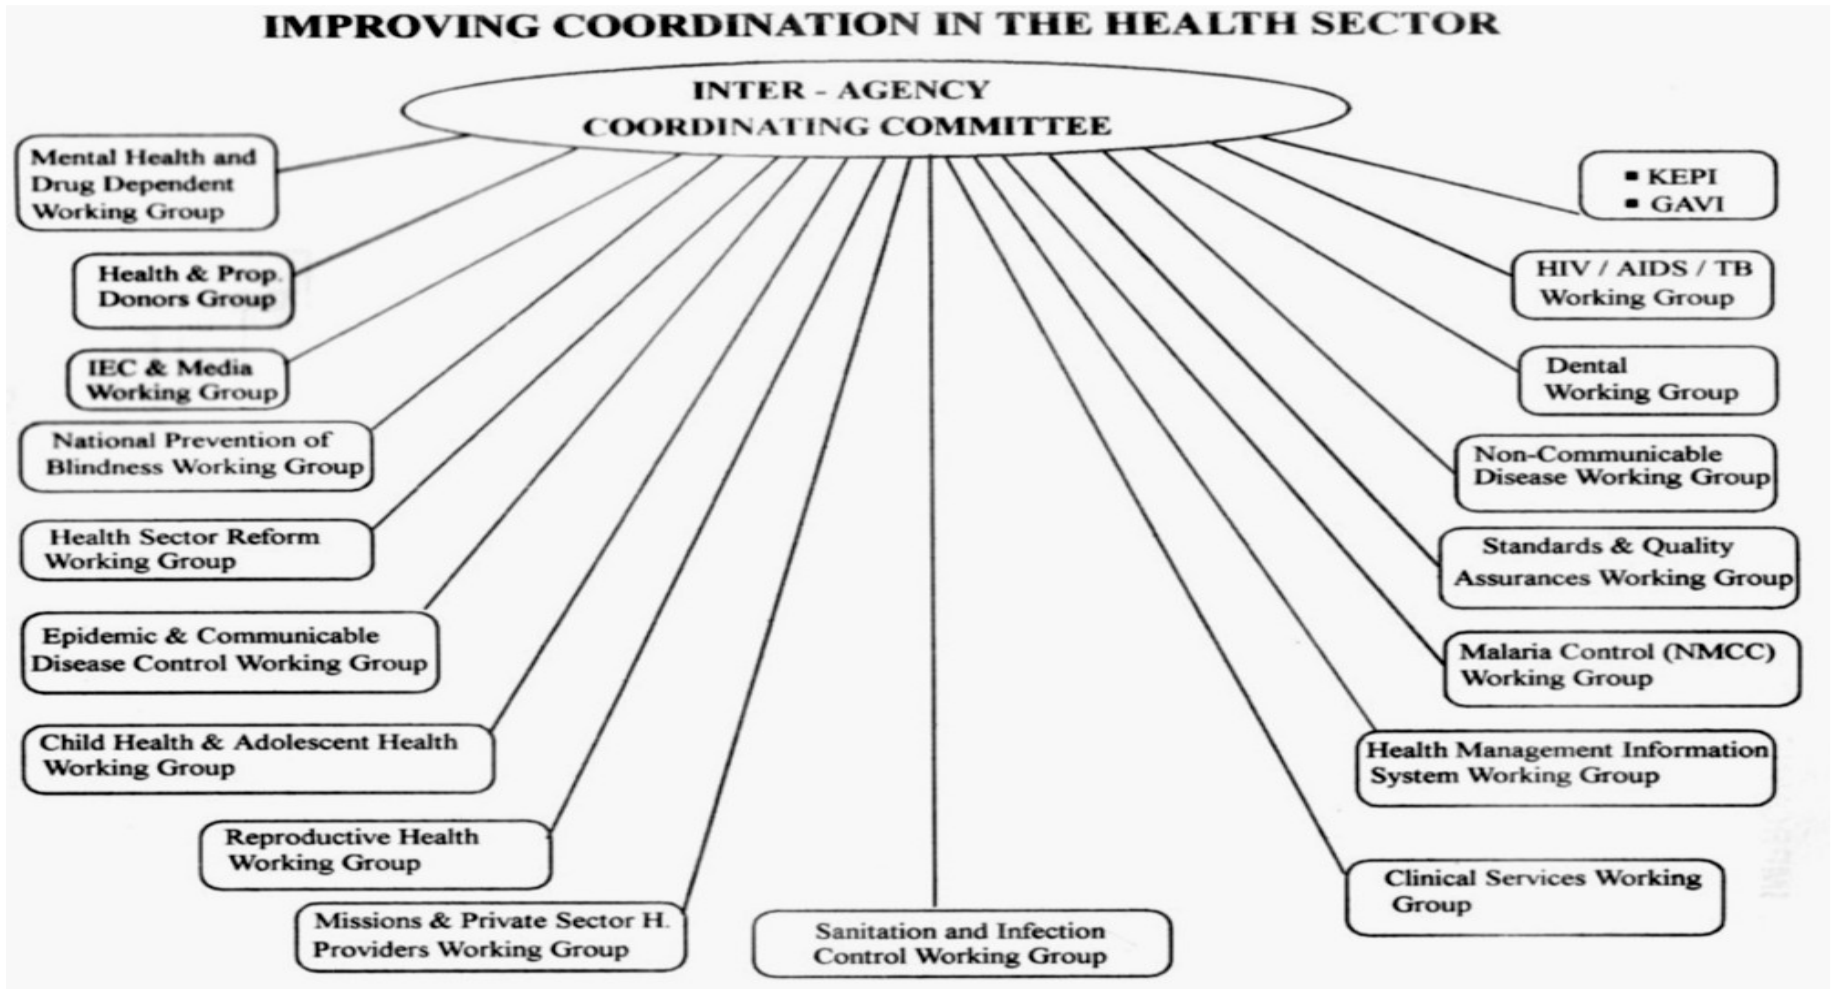 IMPROVING COORDINATION IN THE HEALTH SECTOR
INTER - AGENCY
COORDINATING COMMITTEE
Mental Health and
Drug Dependent
Working Group
Health & Prop.
Donors Group
IEC & Media
Working Group
National Prevention of
Blindness Working Group
Health Sector Reform
Working Group
Epidemic & Communicable
Disease Control Working Group
Child Health & Adolescent Health
Working Group
Reproductive Health
Working Group
Missions & Private Sector H.
Providers Working Group
Sanitation and Infection
Control Working Group
▪ KEPI
▪ GAVI
HIV / AIDS / TB
Working Group
Dental
Working Group
Non-Communicable
Disease Working Group
Standards & Quality
Assurances Working Group
Malaria Control (NMCC)
Working Group
Health Management Information
System Working Group
Clinical Services Working
Group